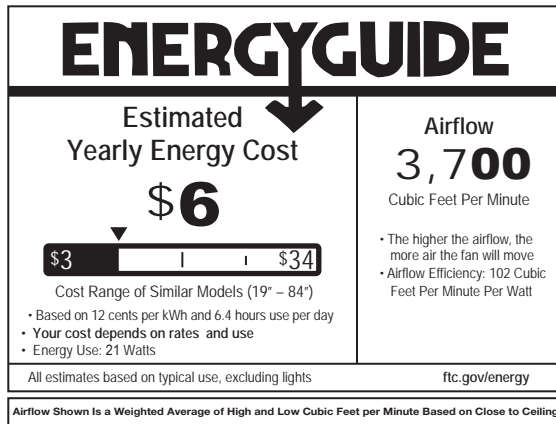 ENERGYGUIDE
Estimated
Yearly Energy Cost
$6
$3 $34
Cost Range of Similar Models (19" – 84")
• Based on 12 cents per kWh and 6.4 hours use per day
• Your cost depends on rates and use
• Energy Use: 21 Watts
Airflow
3,700
Cubic Feet Per Minute
• The higher the airflow, the
more air the fan will move
• Airflow Efficiency: 102 Cubic
Feet Per Minute Per Watt
All estimates based on typical use, excluding lights
ftc.gov/energy
Airflow Shown Is a Weighted Average of High and Low Cubic Feet per Minute Based on Close to Ceiling